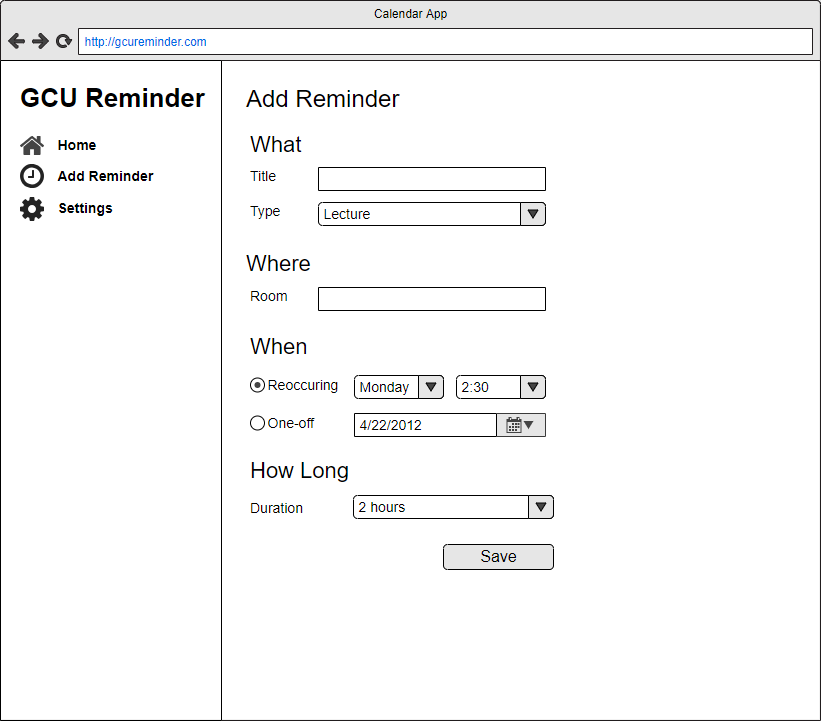 Calendar App
http://gcureminder.com
GCU Reminder
Home
Add Reminder
Settings
Add Reminder
What
Title
Type Lecture
Where
Room
When
Reoccuring Monday 2:30
One-off 4/22/2012
How Long
Duration 2 hours
Save